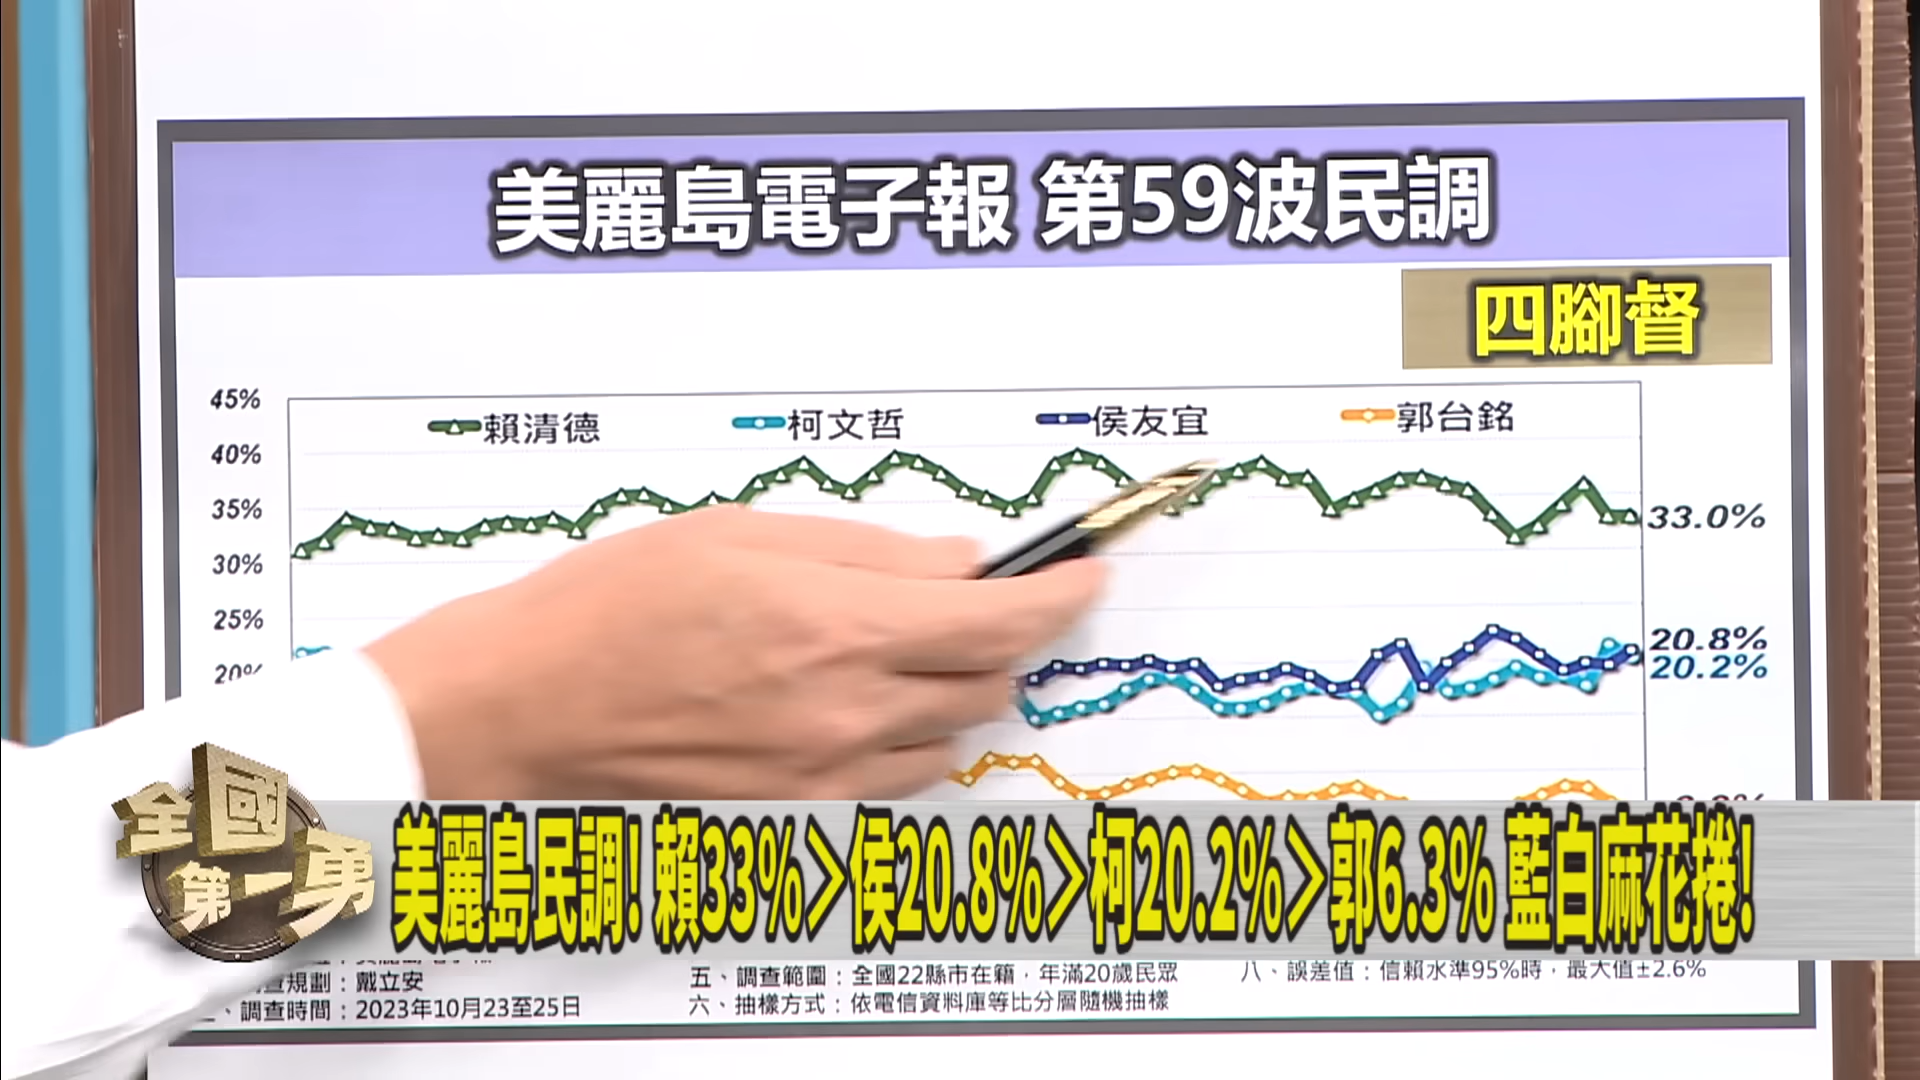 美麗島電子報 第59波民調
四腳督
45%
賴清德
柯文哲
侯友宜
郭台銘
40%
35%
33.0%
30%
25%
20.8%
20%
20.2%
全國第一勇
美麗島民調! 賴33%>侯20.8%>柯20.2%>郭6.3% 藍白麻花捲!
規劃：戴立安
調查時間：2023年10月23至25日
五、調查範圍：全國22縣市在籍，年滿20歲民眾
六、抽樣方式：依電信資料庫等比分層隨機抽樣
八、誤差值：信賴水準95%時，最大值±2.6%